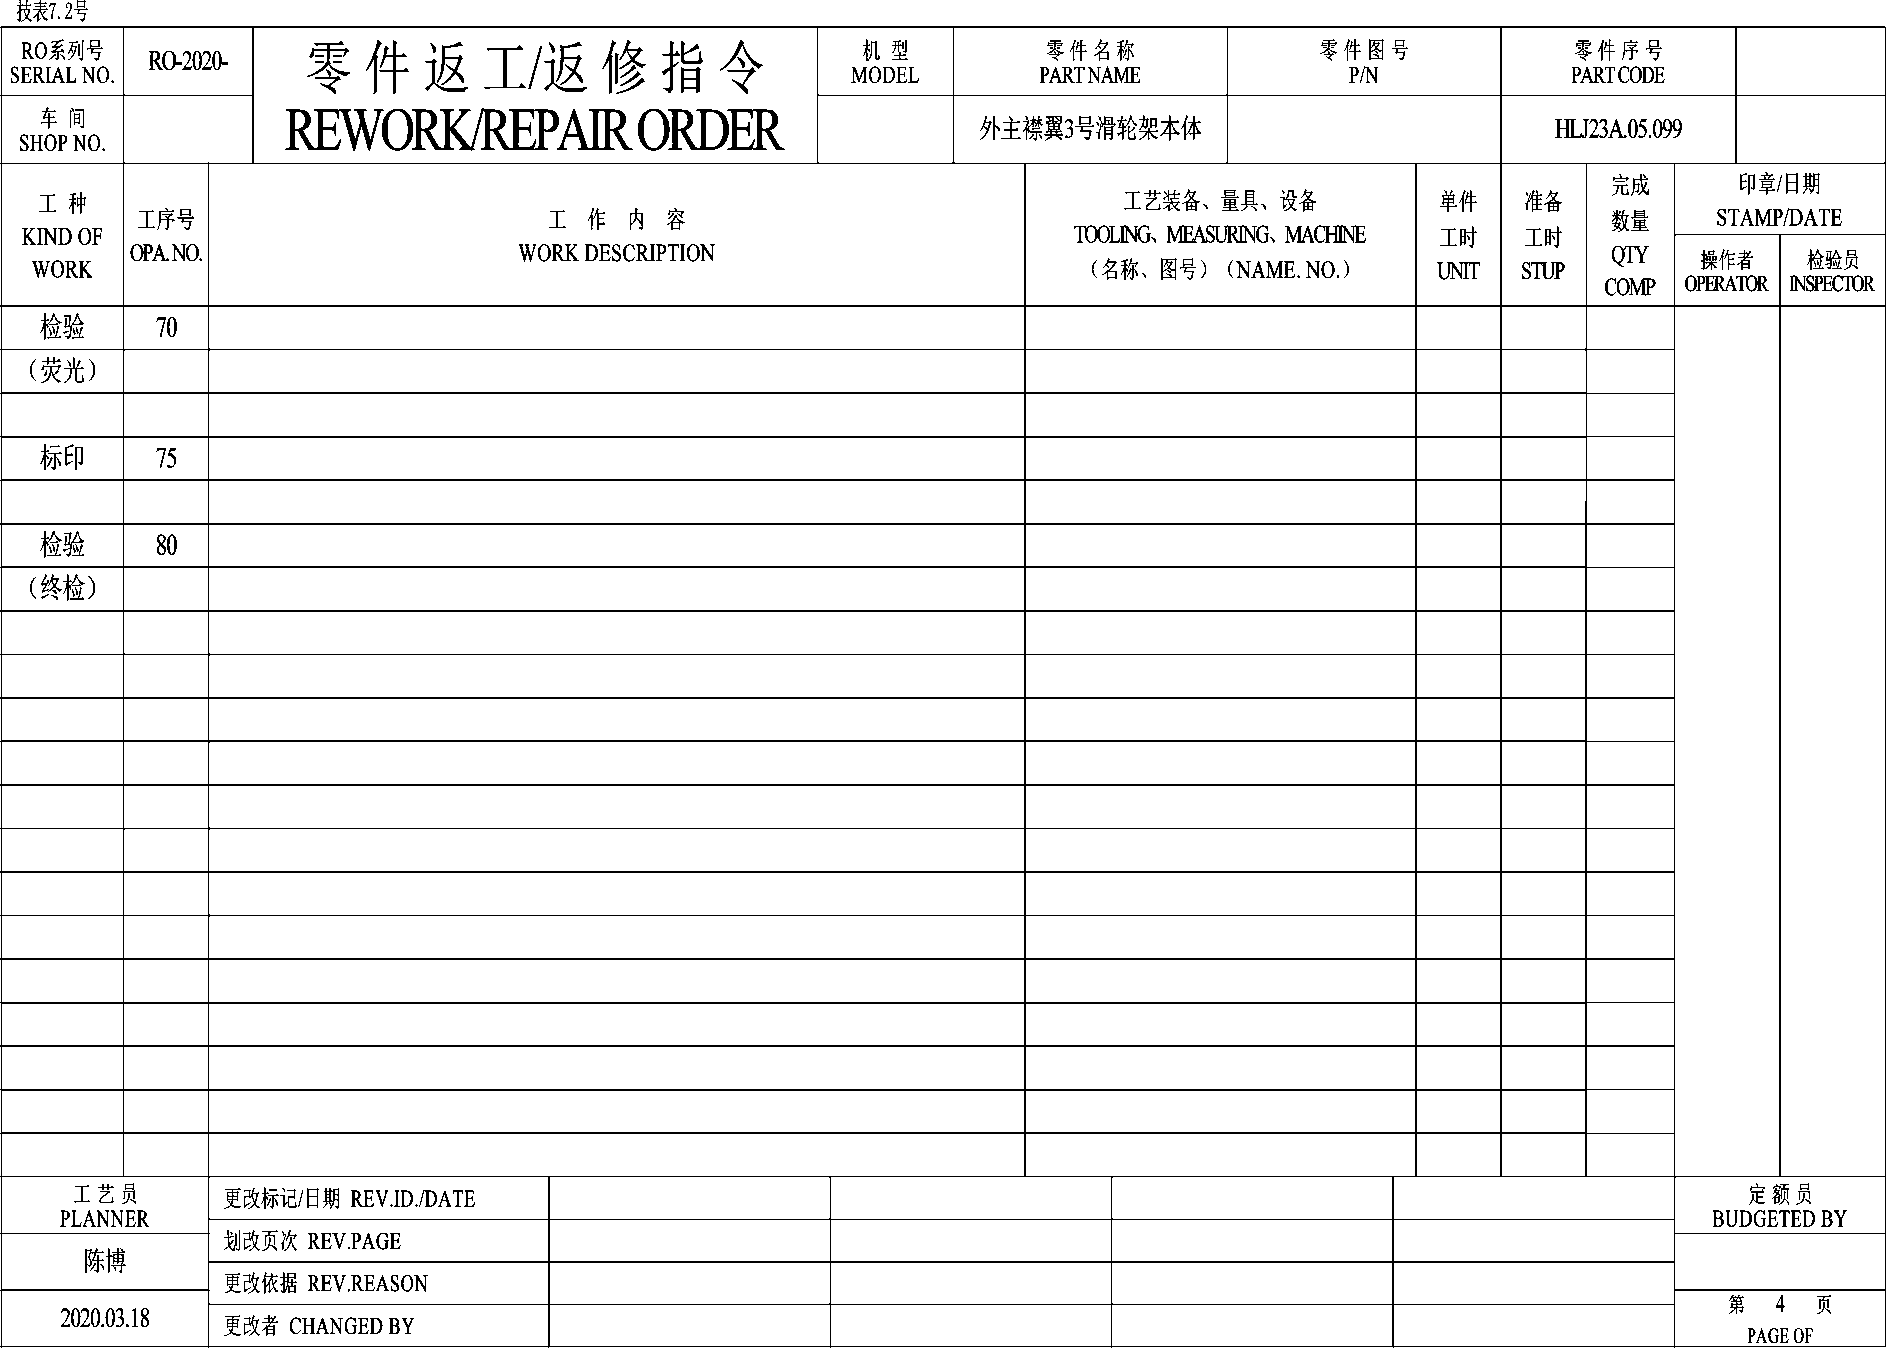 技表7.2号
RO系列号
SERIAL NO.
RO-2020-
零件返工/返修指令
REWORK/REPAIR ORDER
机 型
MODEL
零件名称
PART NAME
零件图号
P/N
零件序号
PART CODE
车 间
SHOP NO.
外主襟翼3号滑轮架本体
HLJ23A.05.099
工 种
KIND OF
WORK
工序号
OPA. NO.
工 作 内 容
WORK DESCRIPTION
工艺装备、量具、设备
TOOLING、MEASURING、MACHINE
（名称、图号）（NAME. NO.）
单件
工时
UNIT
准备
工时
STUP
完成
数量
QTY
COMP
印章/日期
STAMP/DATE
操作者
OPERATOR
检验员
INSPECTOR
检验 70
（荧光）
标印 75
检验 80
（终检）
工艺员
PLANNER
陈博
2020.03.18
更改标记/日期 REV.ID./DATE
划改页次 REV.PAGE
更改依据 REV.REASON
更改者 CHANGED BY
定额员
BUDGETED BY
第 4 页
PAGE OF